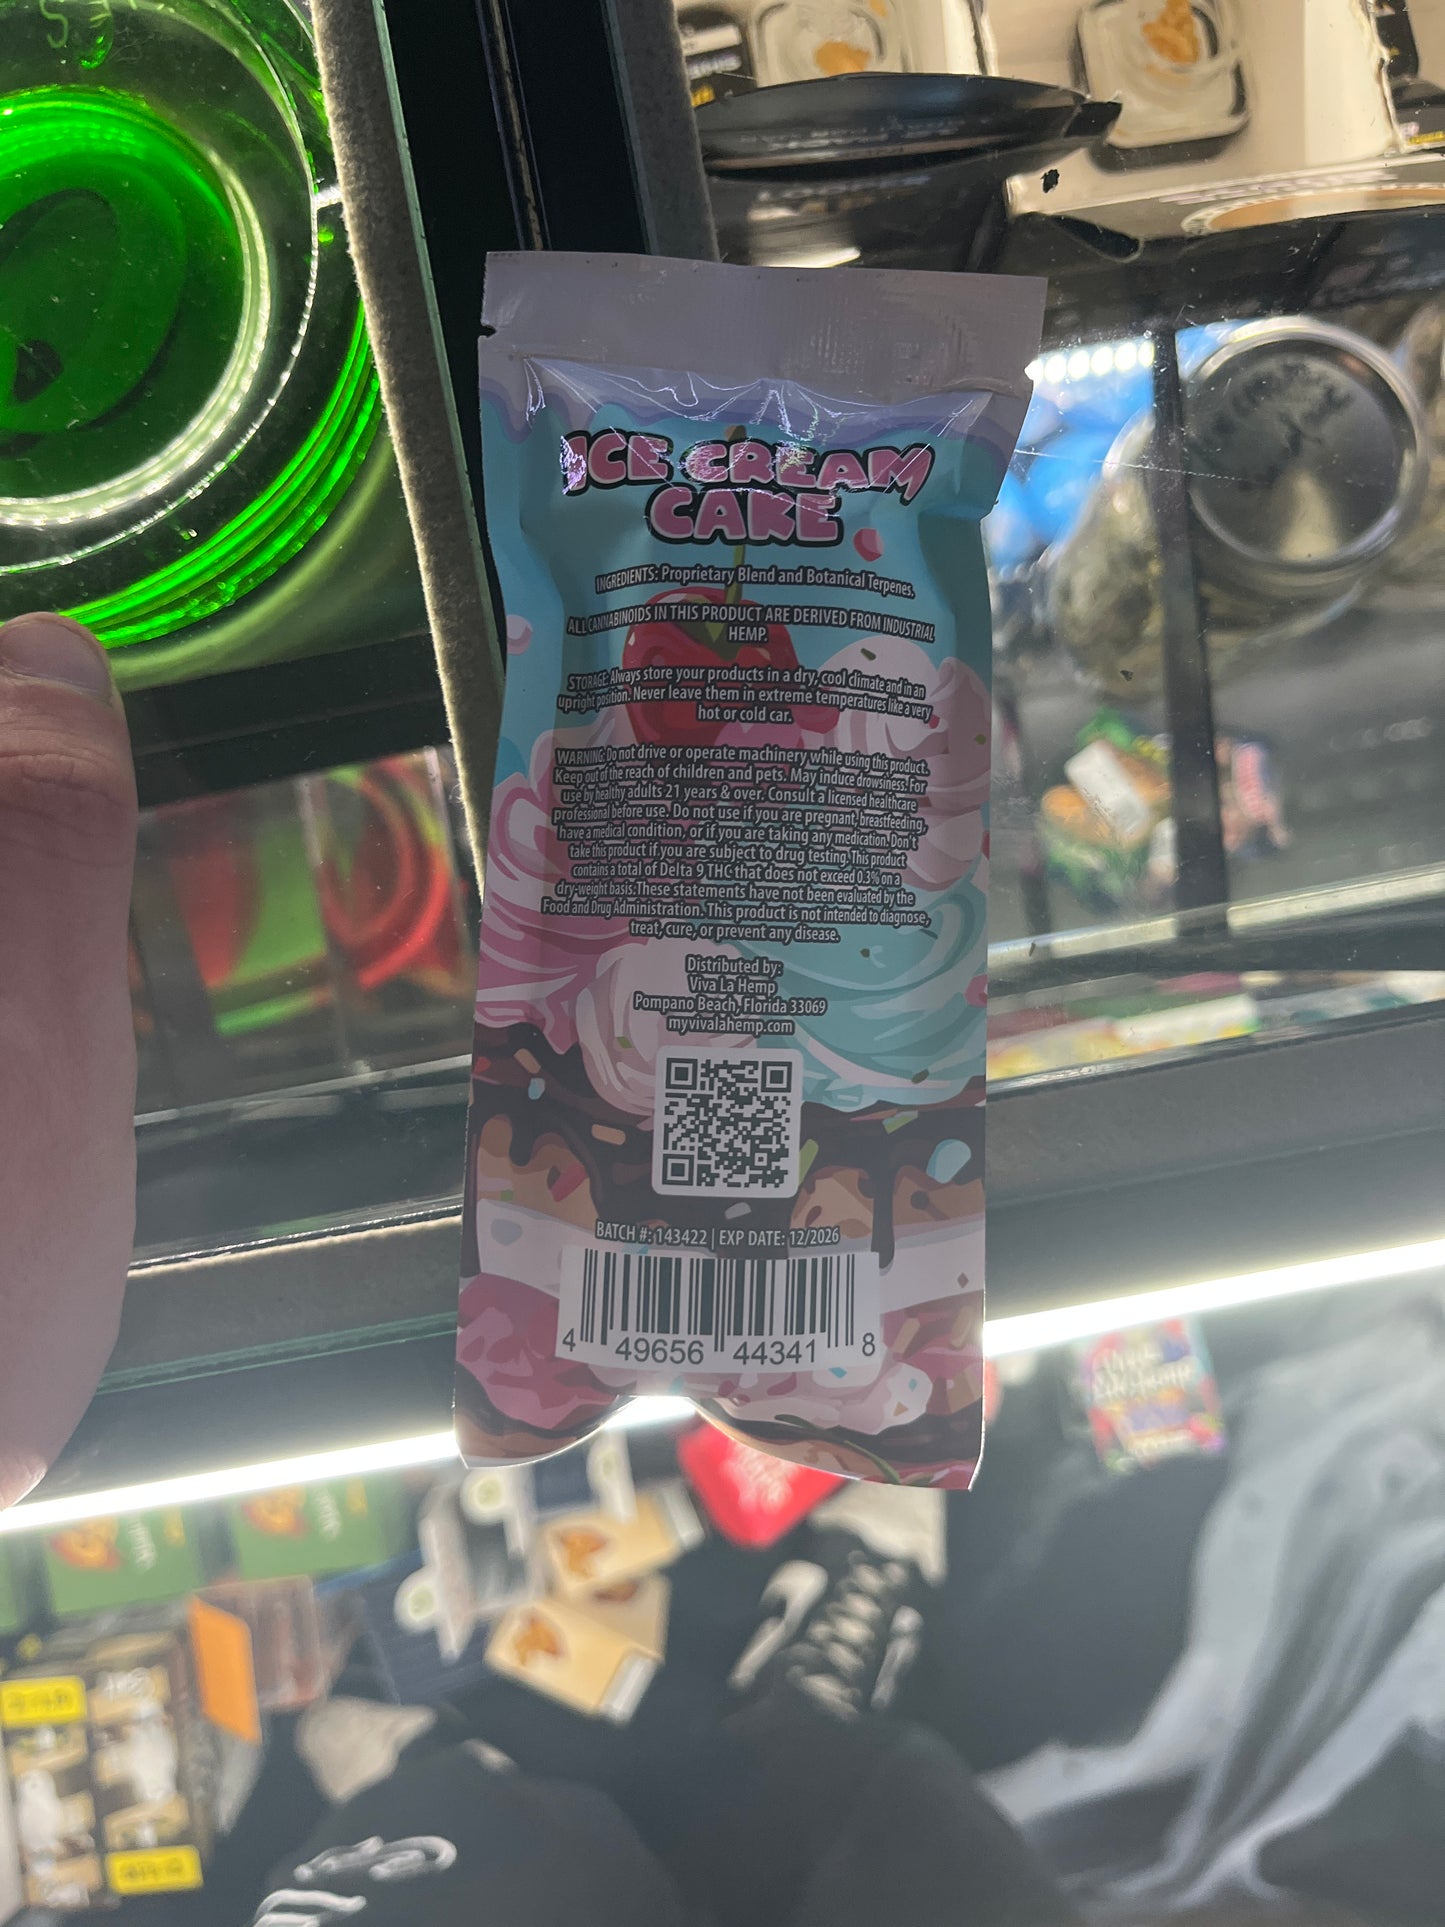 ICE CREAM
CAKE
INGREDIENTS: Proprietary Blend and Botanical Terpenes.
ALL CANNABINOIDS IN THIS PRODUCT ARE DERIVED FROM INDUSTRIAL
HEMP.
STORAGE: Always store your products in a dry, cool climate and in an
upright position. Never leave them in extreme temperatures like a very
hot or cold car.
WARNING: Do not drive or operate machinery while using this product.
Keep out of the reach of children and pets. May induce drowsiness. For
use by healthy adults 21 years & over. Consult a licensed healthcare
professional before use. Do not use if you are pregnant, breastfeeding,
have a medical condition, or if you are taking any medication. Don't
take this product if you are subject to drug testing. This product
contains a total of Delta 9 THC that does not exceed 0.3% on a
dry-weight basis.These statements have not been evaluated by the
Food and Drug Administration. This product is not intended to diagnose,
treat, cure, or prevent any disease.
Distributed by:
Viva La Hemp
Pompano Beach, Florida 33069
myvivalahemp.com
BATCH #: 143422 | EXP DATE: 12/2026
4 49656 44341 8